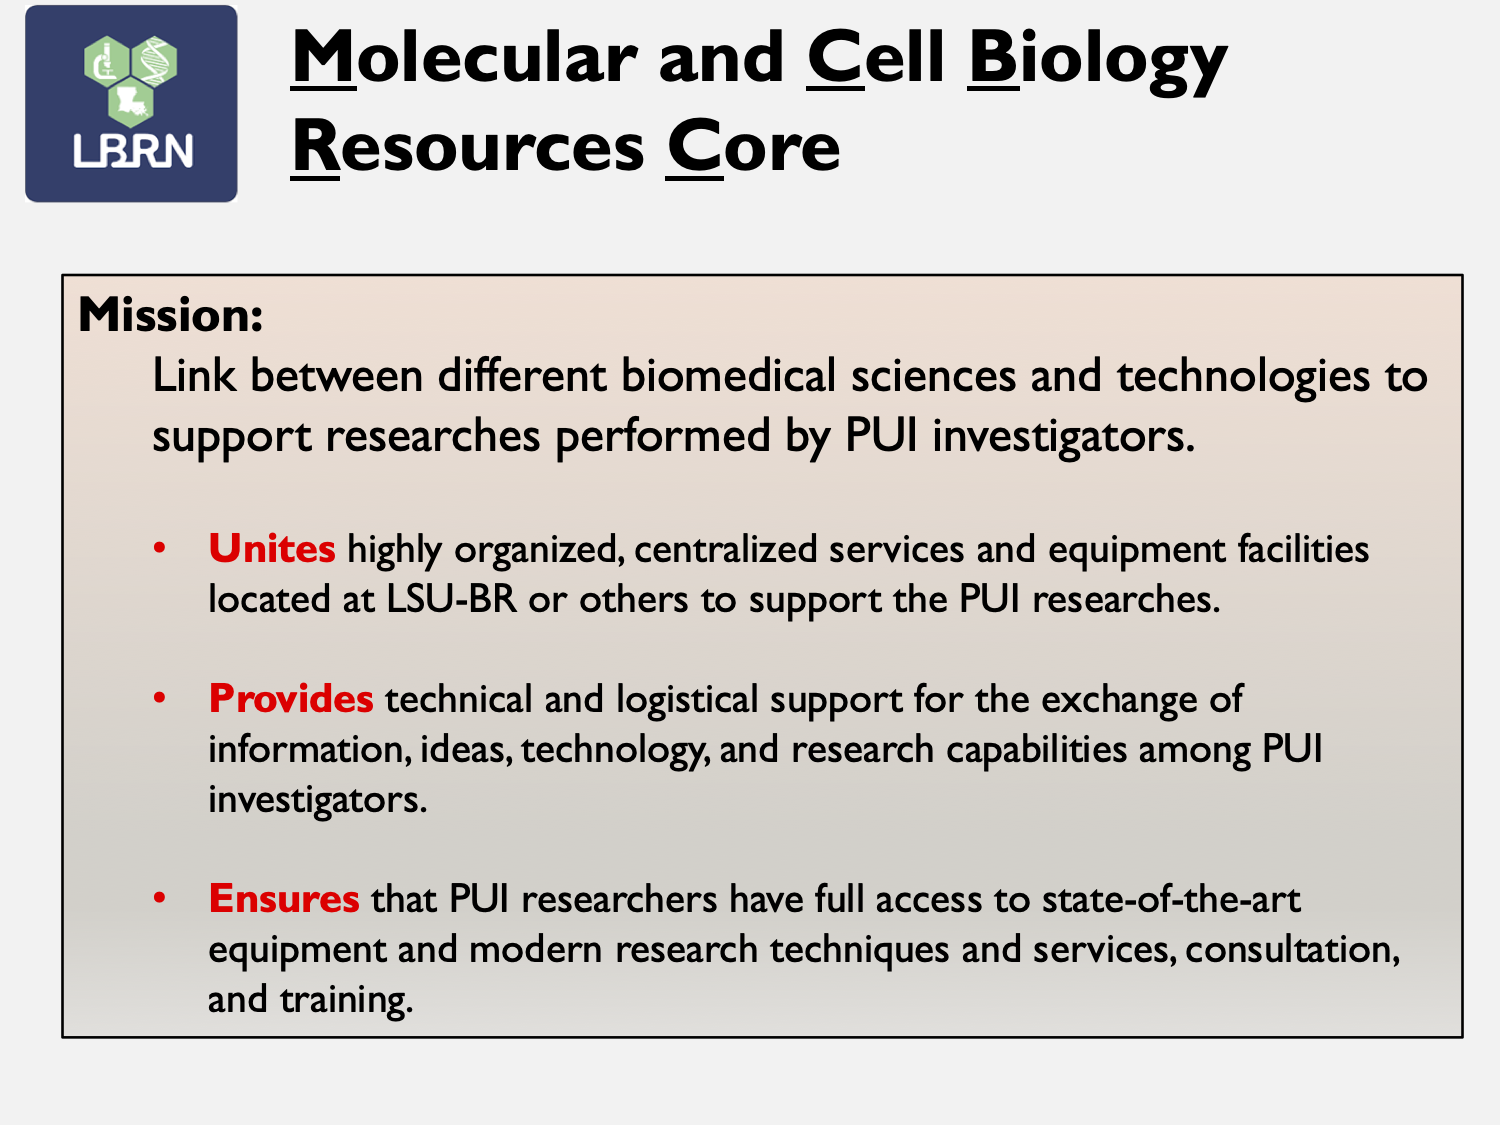 LBRN
Molecular and Cell Biology
Resources Core
Mission:
Link between different biomedical sciences and technologies to
support researches performed by PUI investigators.
• Unites highly organized, centralized services and equipment facilities
located at LSU-BR or others to support the PUI researches.
• Provides technical and logistical support for the exchange of
information, ideas, technology, and research capabilities among PUI
investigators.
• Ensures that PUI researchers have full access to state-of-the-art
equipment and modern research techniques and services, consultation,
and training.